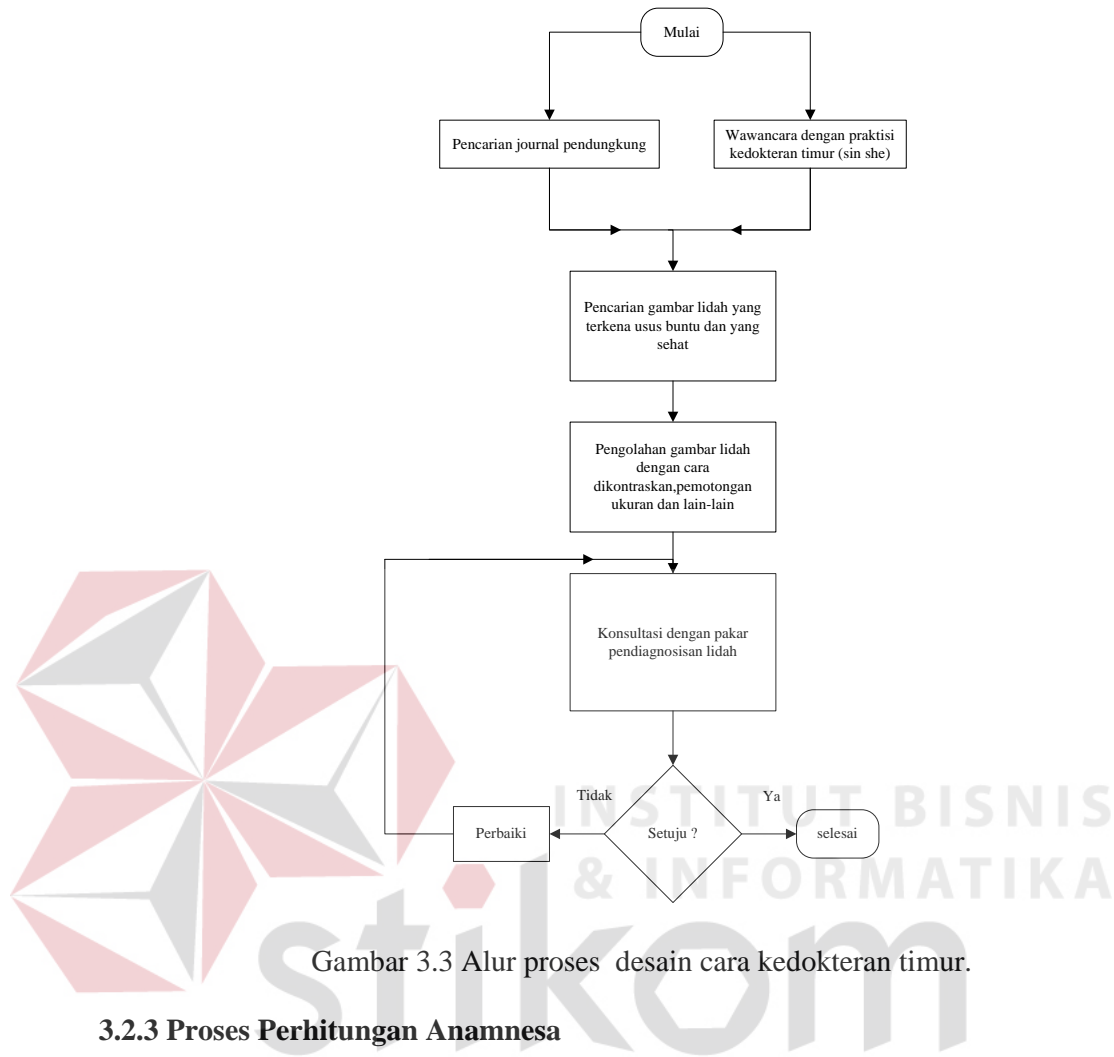 Mulai
Pencarian journal pendungkung
Wawancara dengan praktisi
kedokteran timur (sin she)
Pencarian gambar lidah yang
terkena usus buntu dan yang
sehat
Pengolahan gambar lidah
dengan cara
dikontraskan,pemotongan
ukuran dan lain-lain
Konsultasi dengan pakar
pendiagnosisan lidah
Tidak
Ya
Perbaiki
Setuju ?
selesai
INSTITUT BISNIS
& INFORMATIKA
stikom
Gambar 3.3 Alur proses desain cara kedokteran timur.
3.2.3 Proses Perhitungan Anamnesa